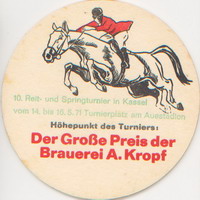 10. Reit- und Springturnier in Kassel
vom 14. bis 16. 5. 71 Turnierplatz am Auestadion
Höhepunkt des Turniers:
Der Große Preis der
Brauerei A. Kropf